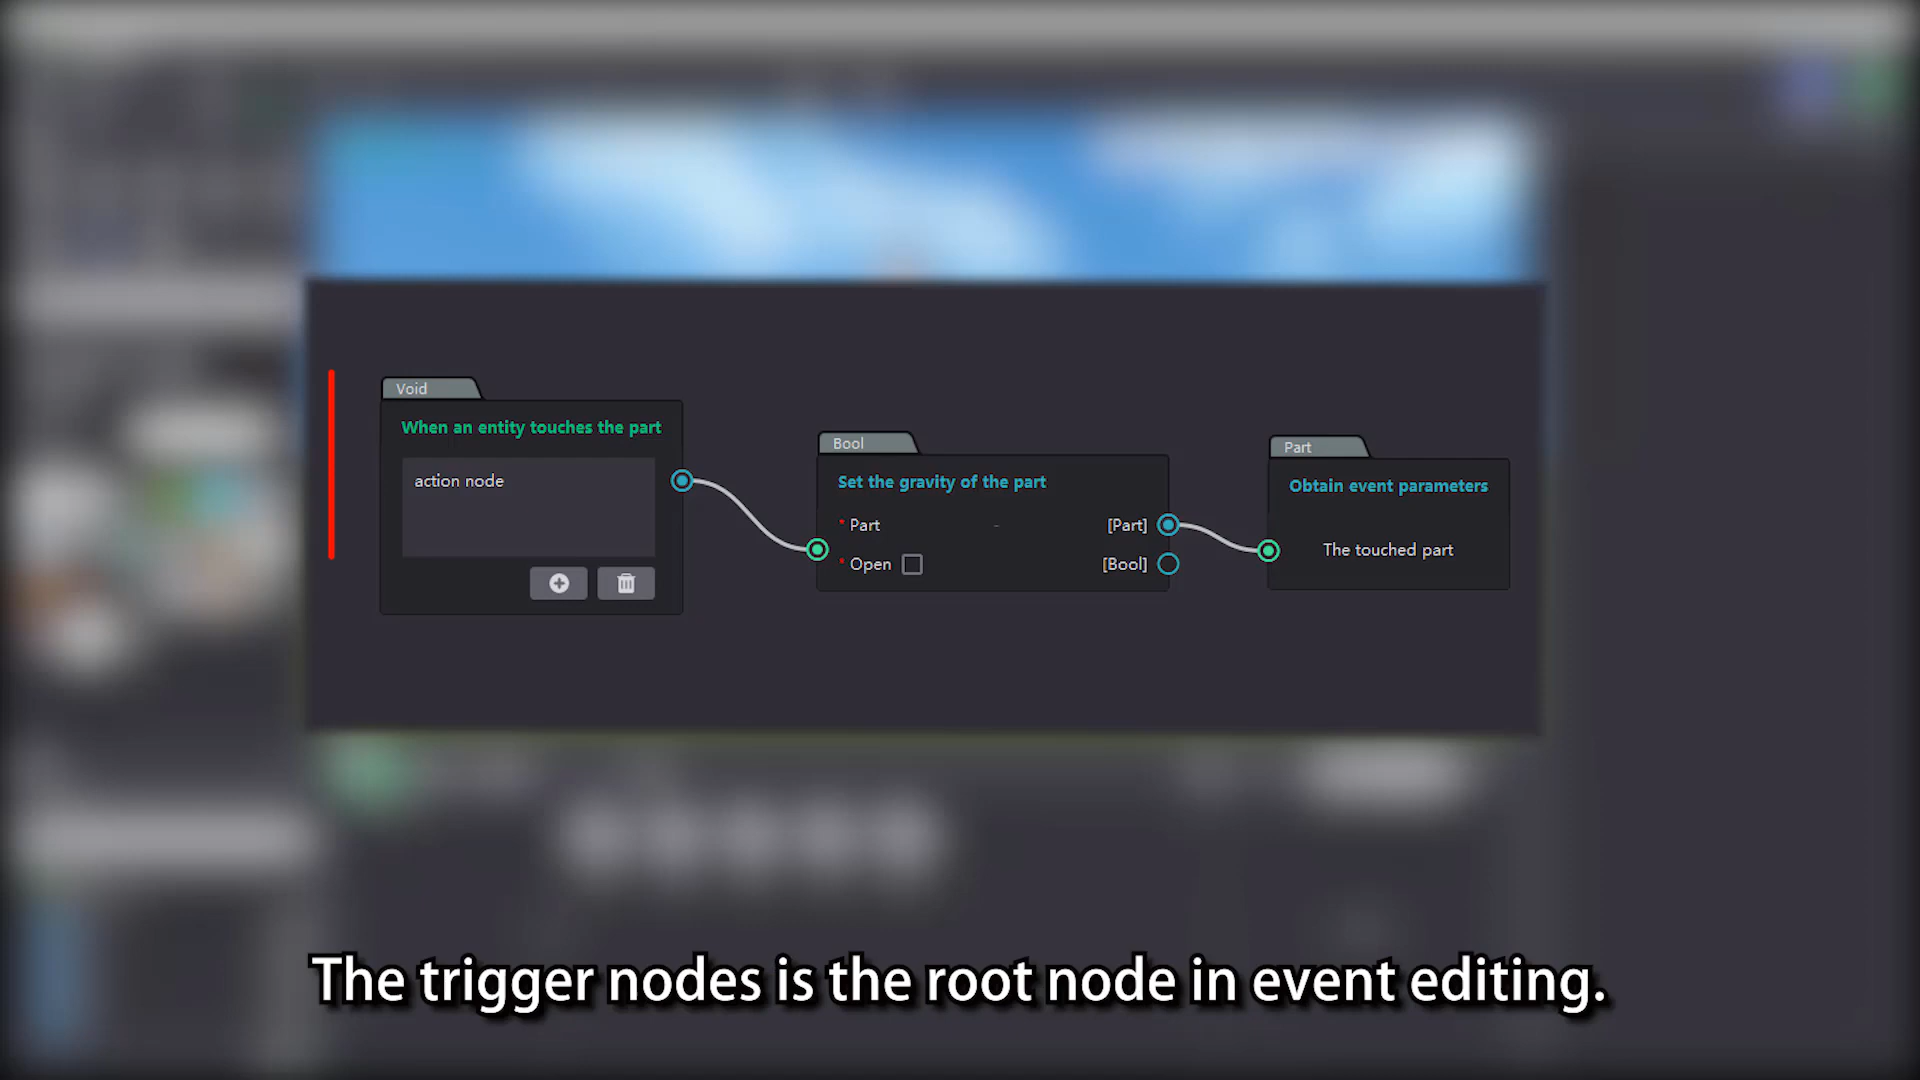 Void
When an entity touches the part
action node
Bool
Set the gravity of the part
* Part - [Part]
* Open [Bool]
Part
Obtain event parameters
The touched part
The trigger nodes is the root node in event editing.